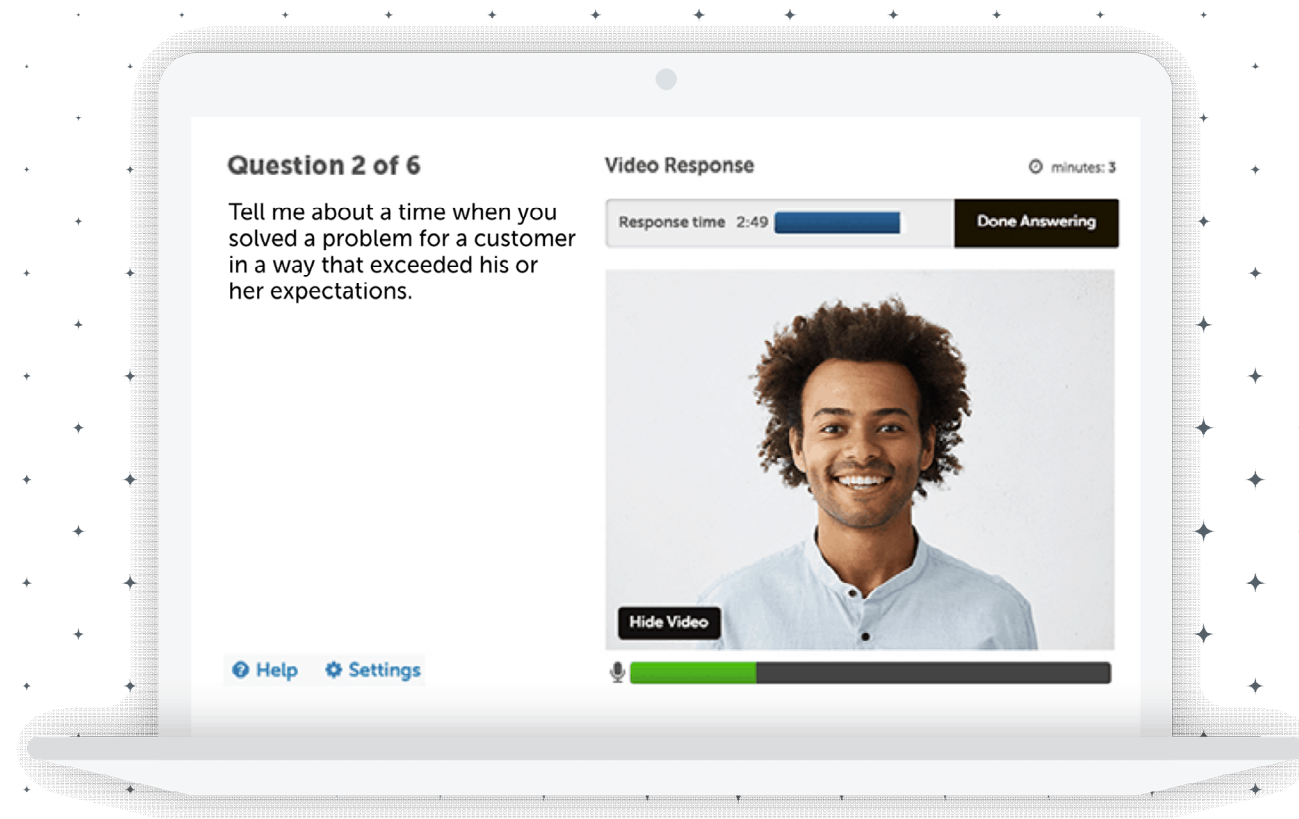 Question 2 of 6
Tell me about a time when you
solved a problem for a customer
in a way that exceeded his or
her expectations.
Help
Settings
Video Response
minutes: 3
Response time 2:49
Done Answering
Hide Video